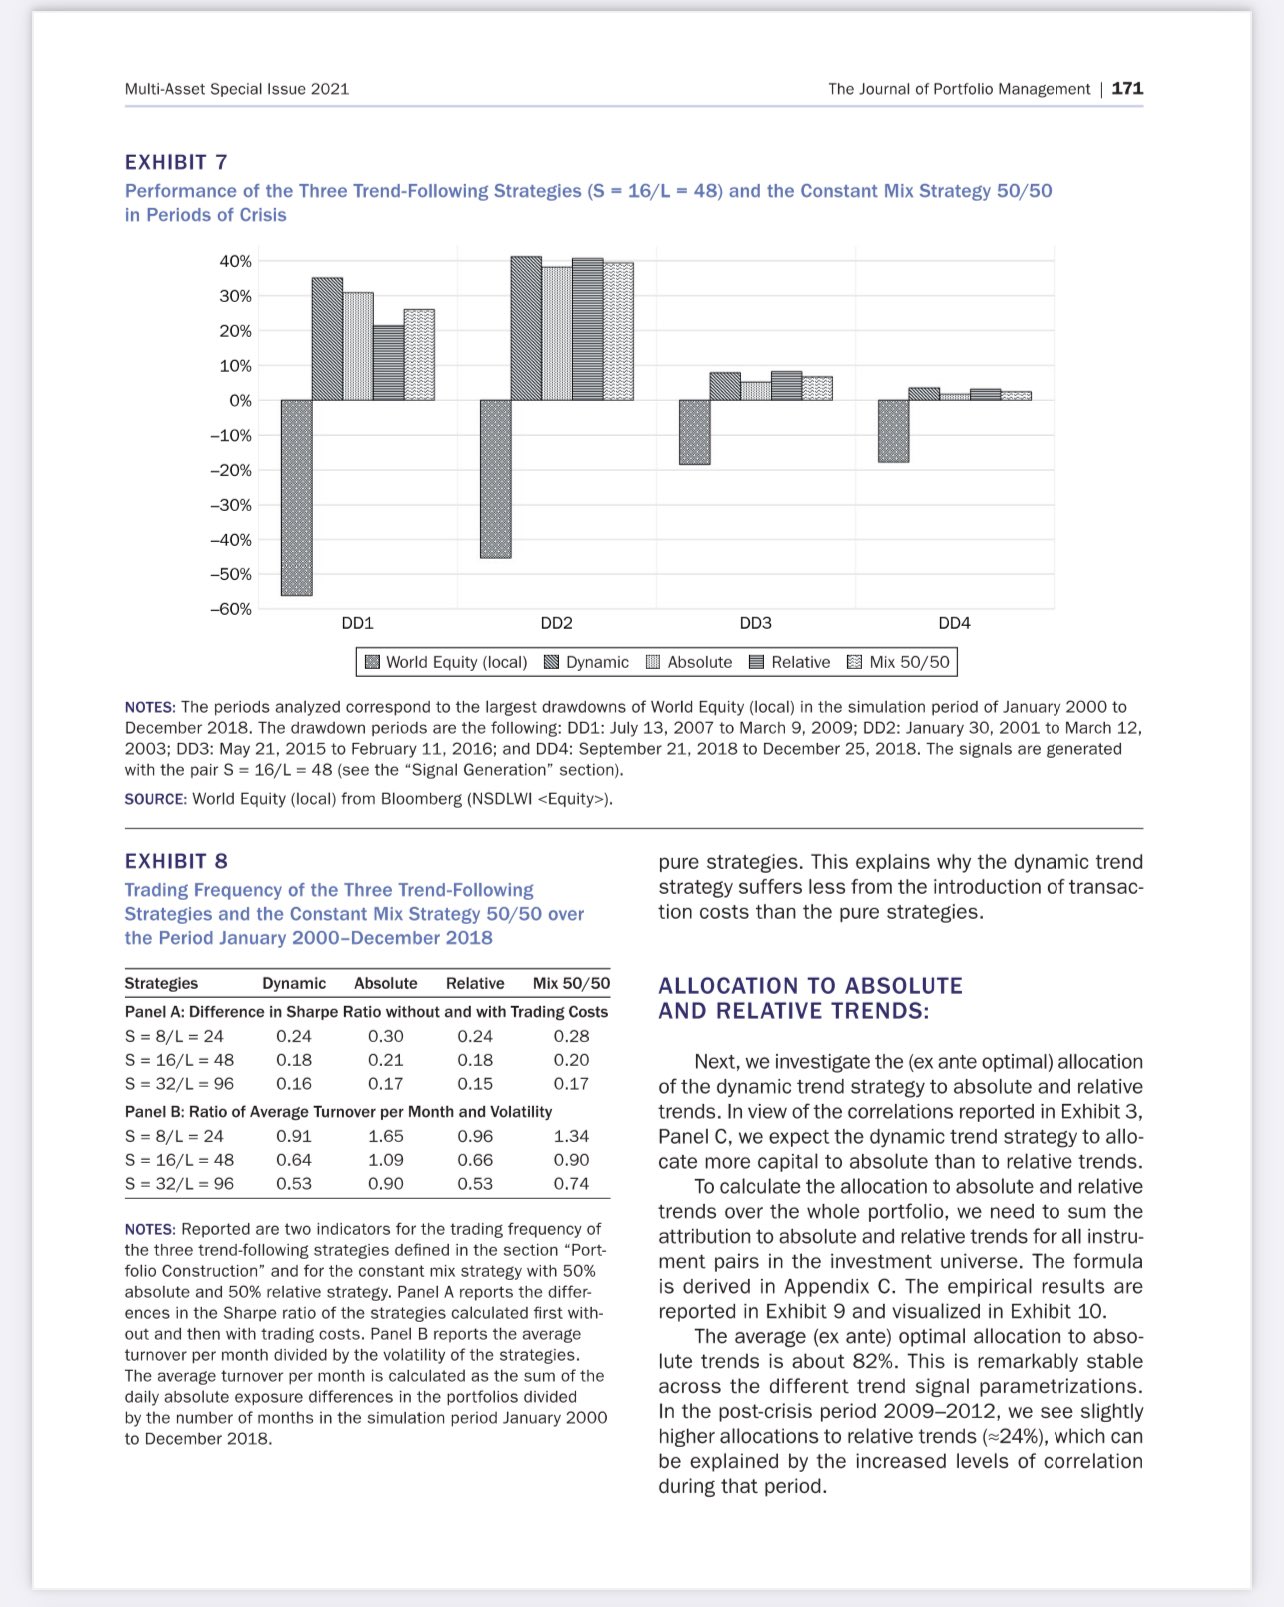 Multi-Asset Special Issue 2021
The Journal of Portfolio Management | 171
EXHIBIT 7
Performance of the Three Trend-Following Strategies (S = 16/L = 48) and the Constant Mix Strategy 50/50
in Periods of Crisis
40%
30%
20%
10%
0%
–10%
–20%
–30%
–40%
–50%
–60%
DD1 DD2 DD3 DD4
World Equity (local) Dynamic Absolute Relative Mix 50/50
NOTES: The periods analyzed correspond to the largest drawdowns of World Equity (local) in the simulation period of January 2000 to
December 2018. The drawdown periods are the following: DD1: July 13, 2007 to March 9, 2009; DD2: January 30, 2001 to March 12,
2003; DD3: May 21, 2015 to February 11, 2016; and DD4: September 21, 2018 to December 25, 2018. The signals are generated
with the pair S = 16/L = 48 (see the “Signal Generation” section).
SOURCE: World Equity (local) from Bloomberg (NSDLWI <Equity>).
EXHIBIT 8
Trading Frequency of the Three Trend-Following
Strategies and the Constant Mix Strategy 50/50 over
the Period January 2000–December 2018
Strategies Dynamic Absolute Relative Mix 50/50
Panel A: Difference in Sharpe Ratio without and with Trading Costs
S = 8/L = 24 0.24 0.30 0.24 0.28
S = 16/L = 48 0.18 0.21 0.18 0.20
S = 32/L = 96 0.16 0.17 0.15 0.17
Panel B: Ratio of Average Turnover per Month and Volatility
S = 8/L = 24 0.91 1.65 0.96 1.34
S = 16/L = 48 0.64 1.09 0.66 0.90
S = 32/L = 96 0.53 0.90 0.53 0.74
NOTES: Reported are two indicators for the trading frequency of
the three trend-following strategies defined in the section “Port-
folio Construction” and for the constant mix strategy with 50%
absolute and 50% relative strategy. Panel A reports the differ-
ences in the Sharpe ratio of the strategies calculated first with-
out and then with trading costs. Panel B reports the average
turnover per month divided by the volatility of the strategies.
The average turnover per month is calculated as the sum of the
daily absolute exposure differences in the portfolios divided
by the number of months in the simulation period January 2000
to December 2018.
pure strategies. This explains why the dynamic trend
strategy suffers less from the introduction of transac-
tion costs than the pure strategies.
ALLOCATION TO ABSOLUTE
AND RELATIVE TRENDS:
Next, we investigate the (ex ante optimal) allocation
of the dynamic trend strategy to absolute and relative
trends. In view of the correlations reported in Exhibit 3,
Panel C, we expect the dynamic trend strategy to allo-
cate more capital to absolute than to relative trends.
To calculate the allocation to absolute and relative
trends over the whole portfolio, we need to sum the
attribution to absolute and relative trends for all instru-
ment pairs in the investment universe. The formula
is derived in Appendix C. The empirical results are
reported in Exhibit 9 and visualized in Exhibit 10.
The average (ex ante) optimal allocation to abso-
lute trends is about 82%. This is remarkably stable
across the different trend signal parametrizations.
In the post-crisis period 2009–2012, we see slightly
higher allocations to relative trends (≈24%), which can
be explained by the increased levels of correlation
during that period.